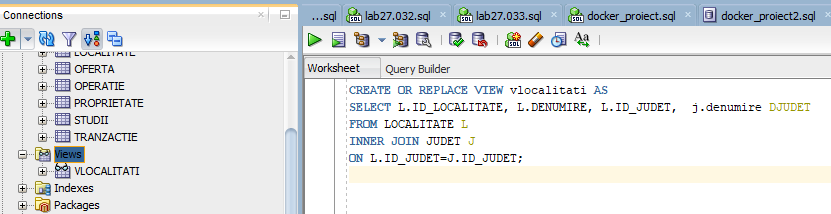 Connections
LOCALITATE
OFERTA
OPERATIE
PROPRIETATE
STUDII
TRANZACTIE
Views
VLOCALITATI
Indexes
Packages
...sql
lab27.032.sql
lab27.033.sql
docker_proiect.sql
docker_proiect2.sql
SQL
Aa
Worksheet Query Builder
CREATE OR REPLACE VIEW vlocalitati AS
SELECT L.ID_LOCALITATE, L.DENUMIRE, L.ID_JUDET, j.denumire DJUDET
FROM LOCALITATE L
INNER JOIN JUDET J
ON L.ID_JUDET=J.ID_JUDET;